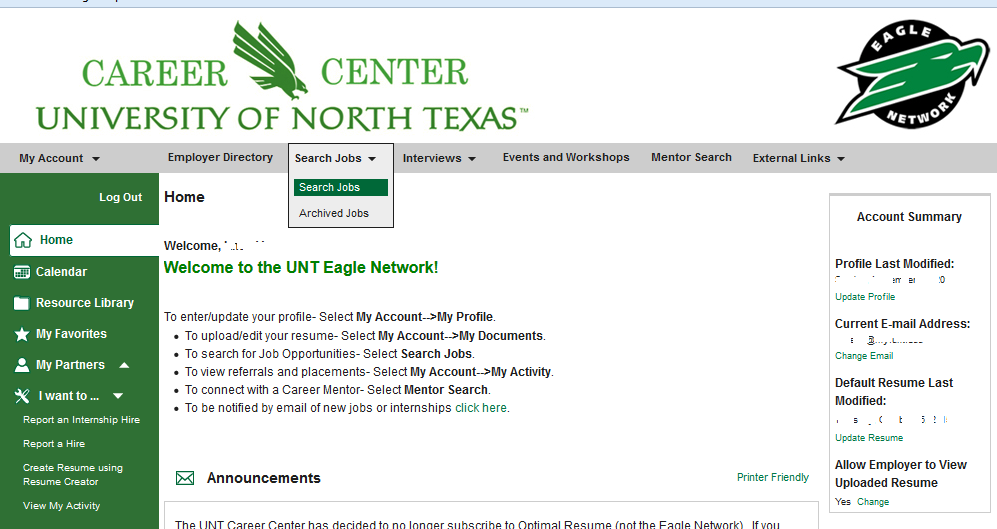 CAREER CENTER
UNIVERSITY OF NORTH TEXAS™
EAGLE
NETWORK
My Account
Employer Directory
Search Jobs
Interviews
Events and Workshops
Mentor Search
External Links
Search Jobs
Archived Jobs
Log Out
Home
Calendar
Resource Library
My Favorites
My Partners
I want to ...
Report an Internship Hire
Report a Hire
Create Resume using
Resume Creator
View My Activity
Home
Welcome,
Welcome to the UNT Eagle Network!
To enter/update your profile- Select My Account-->My Profile.
To upload/edit your resume- Select My Account-->My Documents.
To search for Job Opportunities- Select Search Jobs.
To view referrals and placements- Select My Account-->My Activity.
To connect with a Career Mentor- Select Mentor Search.
To be notified by email of new jobs or internships click here.
Announcements
Printer Friendly
The UNT Career Center has decided to no longer subscribe to Optimal Resume (not the Eagle Network). If you
Account Summary
Profile Last Modified:
Update Profile
Current E-mail Address:
Change Email
Default Resume Last
Modified:
Update Resume
Allow Employer to View
Uploaded Resume
Yes Change